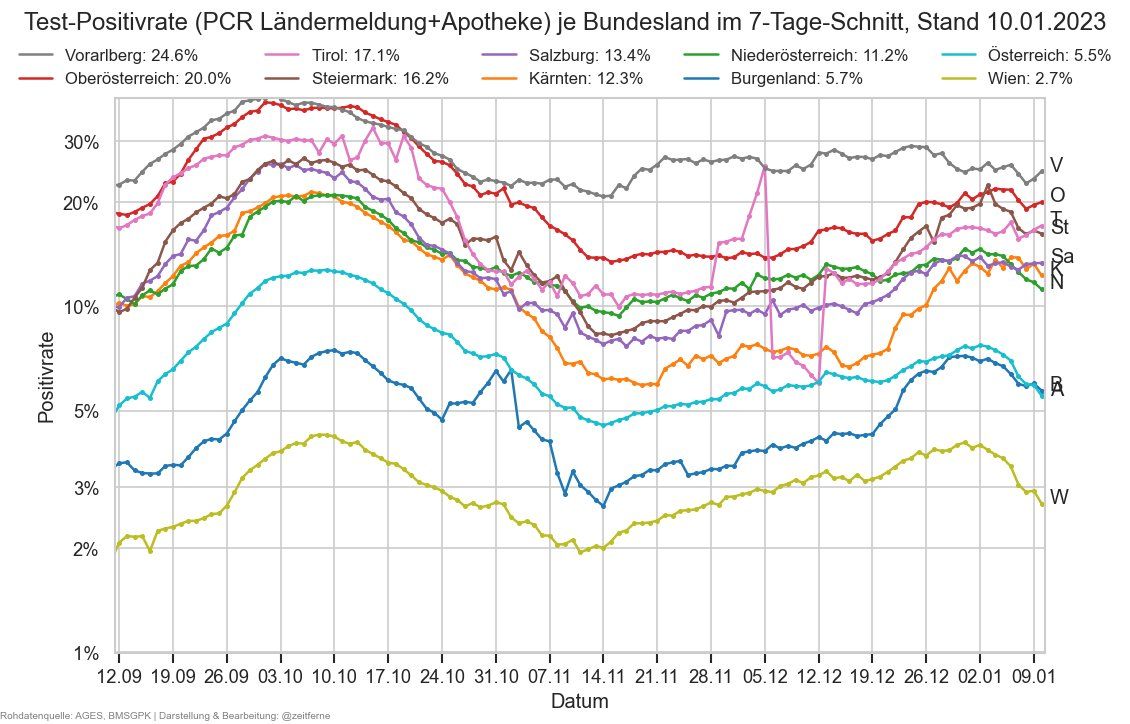 Test-Positivrate (PCR Ländermeldung+Apotheke) je Bundesland im 7-Tage-Schnitt, Stand 10.01.2023
Vorarlberg: 24.6% Tirol: 17.1% Salzburg: 13.4% Niederösterreich: 11.2% Österreich: 5.5%
Oberösterreich: 20.0% Steiermark: 16.2% Kärnten: 12.3% Burgenland: 5.7% Wien: 2.7%
30%
20%
10%
5%
3%
2%
1%
Positivrate
V
O
T
St
Sa
K
N
B
A
W
12.09 19.09 26.09 03.10 10.10 17.10 24.10 31.10 07.11 14.11 21.11 28.11 05.12 12.12 19.12 26.12 02.01 09.01
Datum
Rohdatenquelle: AGES, BMSGPK | Darstellung & Bearbeitung: @zeitferne